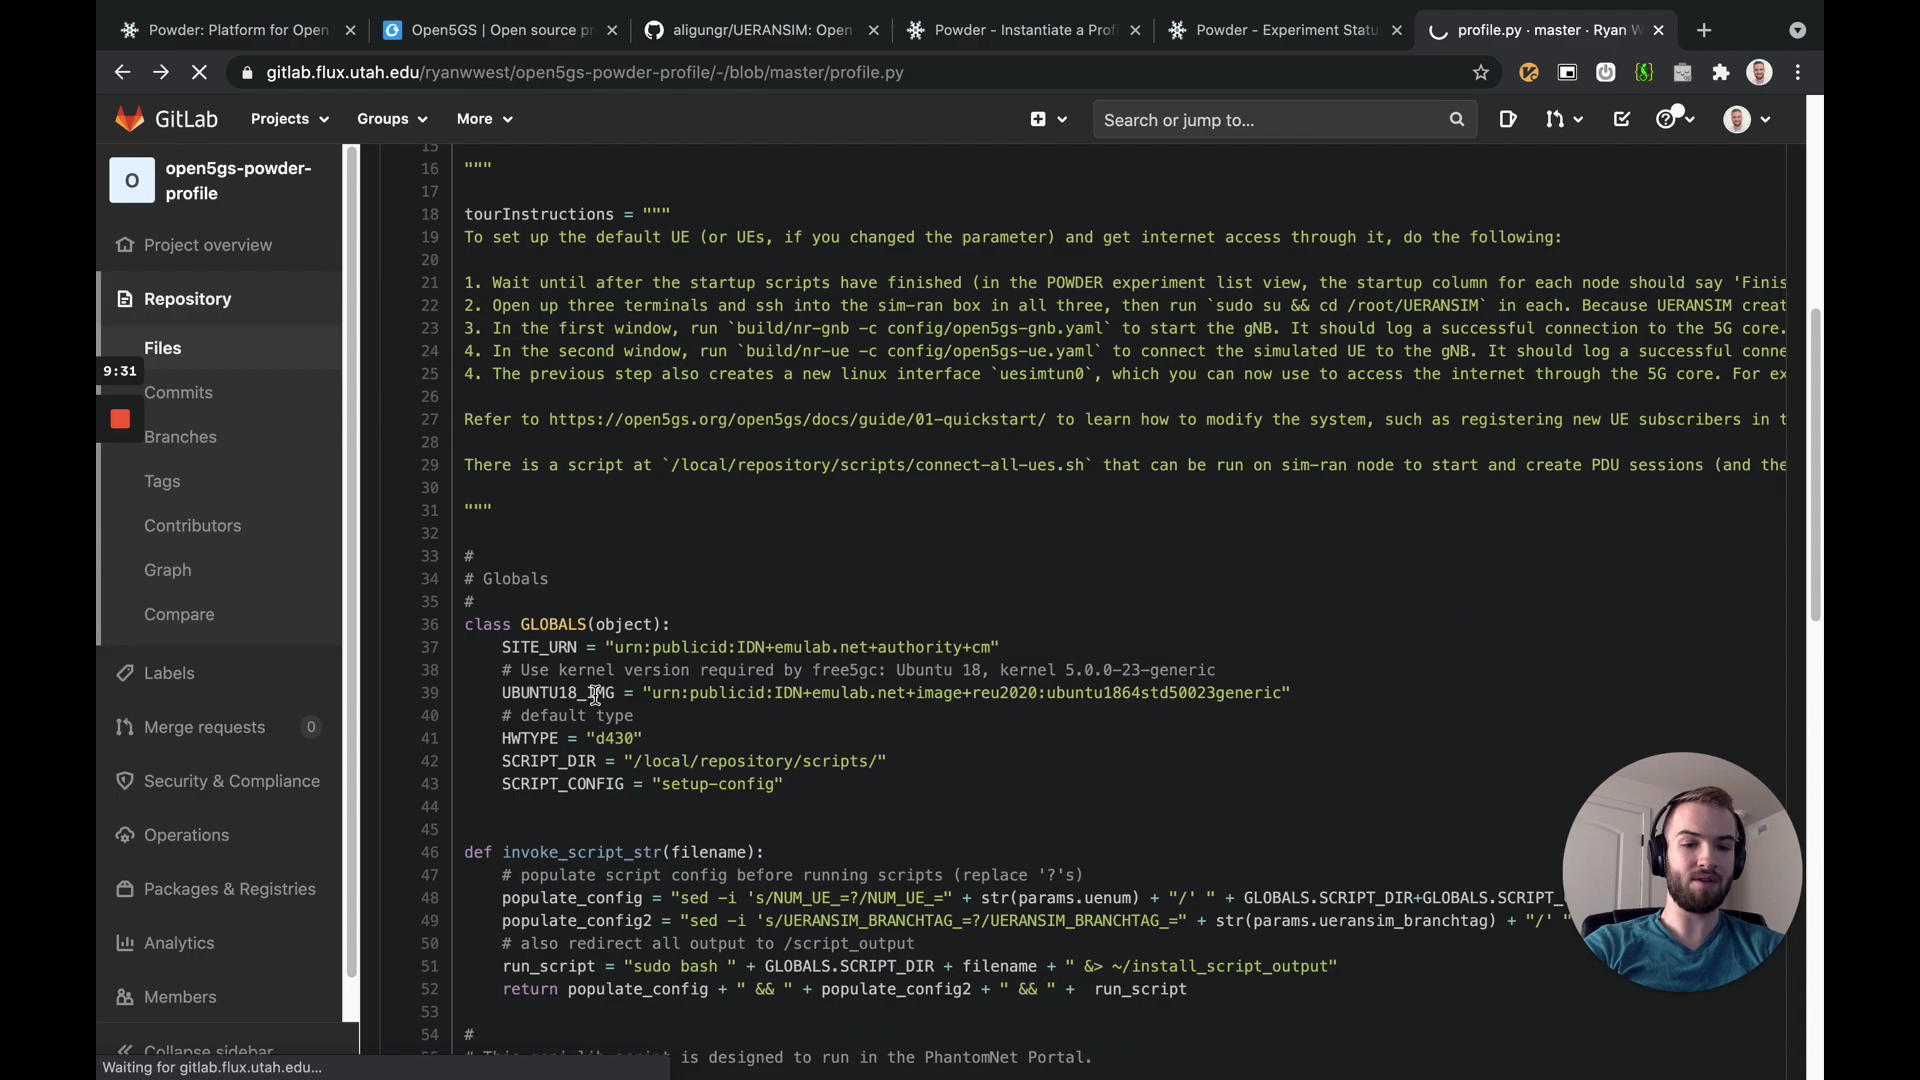 Powder: Platform for Open
Open5GS | Open source pr
aligungr/UERANSIM: Open
Powder - Instantiate a Profi
Powder - Experiment Statu
profile.py · master · Ryan W
gitlab.flux.utah.edu/ryanwwest/open5gs-powder-profile/-/blob/master/profile.py
GitLab
Projects
Groups
More
Search or jump to...
O
open5gs-powder-
profile
Project overview
Repository
Files
9:31
Commits
Branches
Tags
Contributors
Graph
Compare
Labels
Merge requests
0
Security & Compliance
Operations
Analytics
Packages & Registries
Members
Collapse sidebar
Waiting for gitlab.flux.utah.edu...
15
16 """
17
18 tourInstructions = """
19 To set up the default UE (or UEs, if you changed the parameter) and get internet access through it, do the following:
20
21 1. Wait until after the startup scripts have finished (in the POWDER experiment list view, the startup column for each node should say 'Finis
22 2. Open up three terminals and ssh into the sim-ran box in all three, then run `sudo su && cd /root/UERANSIM` in each. Because UERANSIM creat
23 3. In the first window, run `build/nr-gnb -c config/open5gs-gnb.yaml` to start the gNB. It should log a successful connection to the 5G core.
24 4. In the second window, run `build/nr-ue -c config/open5gs-ue.yaml` to connect the simulated UE to the gNB. It should log a successful conne
25 4. The previous step also creates a new linux interface `uesimtun0`, which you can now use to access the internet through the 5G core. For ex
26
27 Refer to https://open5gs.org/open5gs/docs/guide/01-quickstart/ to learn how to modify the system, such as registering new UE subscribers in t
28
29 There is a script at `/local/repository/scripts/connect-all-ues.sh` that can be run on sim-ran node to start and create PDU sessions (and the
30
31 """
32
33 #
34 # Globals
35 #
36 class GLOBALS(object):
37 SITE_URN = "urn:publicid:IDN+emulab.net+authority+cm"
38 # Use kernel version required by free5gc: Ubuntu 18, kernel 5.0.0-23-generic
39 UBUNTU18_IMG = "urn:publicid:IDN+emulab.net+image+reu2020:ubuntu1864std50023generic"
40 # default type
41 HWTYPE = "d430"
42 SCRIPT_DIR = "/local/repository/scripts/"
43 SCRIPT_CONFIG = "setup-config"
44
45
46 def invoke_script_str(filename):
47 # populate script config before running scripts (replace '?'s)
48 populate_config = "sed -i 's/NUM_UE_=?/NUM_UE_=" + str(params.uenum) + "/' " + GLOBALS.SCRIPT_DIR+GLOBALS.SCRIPT_
49 populate_config2 = "sed -i 's/UERANSIM_BRANCHTAG_=?/UERANSIM_BRANCHTAG_=" + str(params.ueransim_branchtag) + "/' "
50 # also redirect all output to /script_output
51 run_script = "sudo bash " + GLOBALS.SCRIPT_DIR + filename + " &> ~/install_script_output"
52 return populate_config + " && " + populate_config2 + " && " + run_script
53
54 #
is designed to run in the PhantomNet Portal.